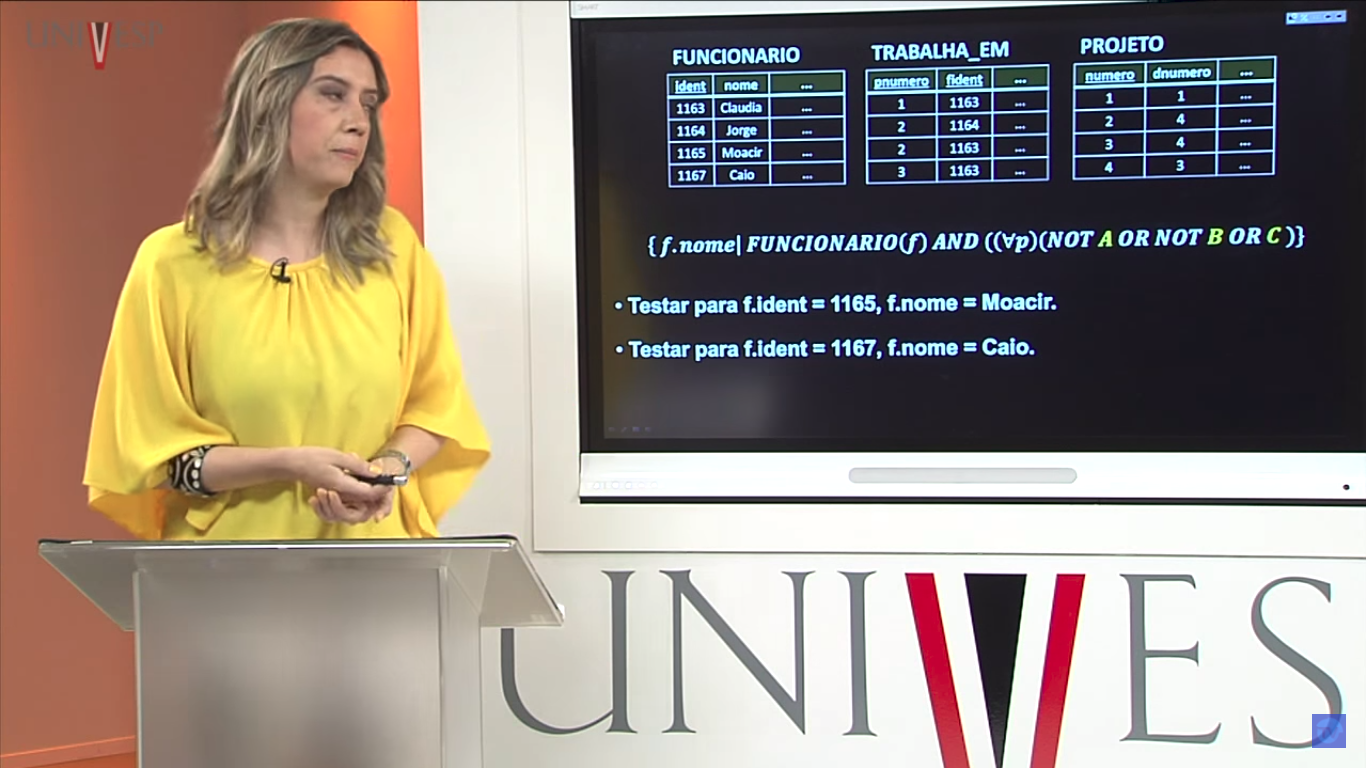 UNIVESP
SMART
FUNCIONARIO
ident nome ...
1163 Claudia ...
1164 Jorge ...
1165 Moacir ...
1167 Caio ...
TRABALHA_EM
pnumero fident ...
1 1163 ...
2 1164 ...
2 1163 ...
3 1163 ...
PROJETO
numero dnumero ...
1 1 ...
2 4 ...
3 4 ...
4 3 ...
{ f.nome| FUNCIONARIO(f) AND ((∀p)(NOT A OR NOT B OR C )}
• Testar para f.ident = 1165, f.nome = Moacir.
• Testar para f.ident = 1167, f.nome = Caio.
UNIVES